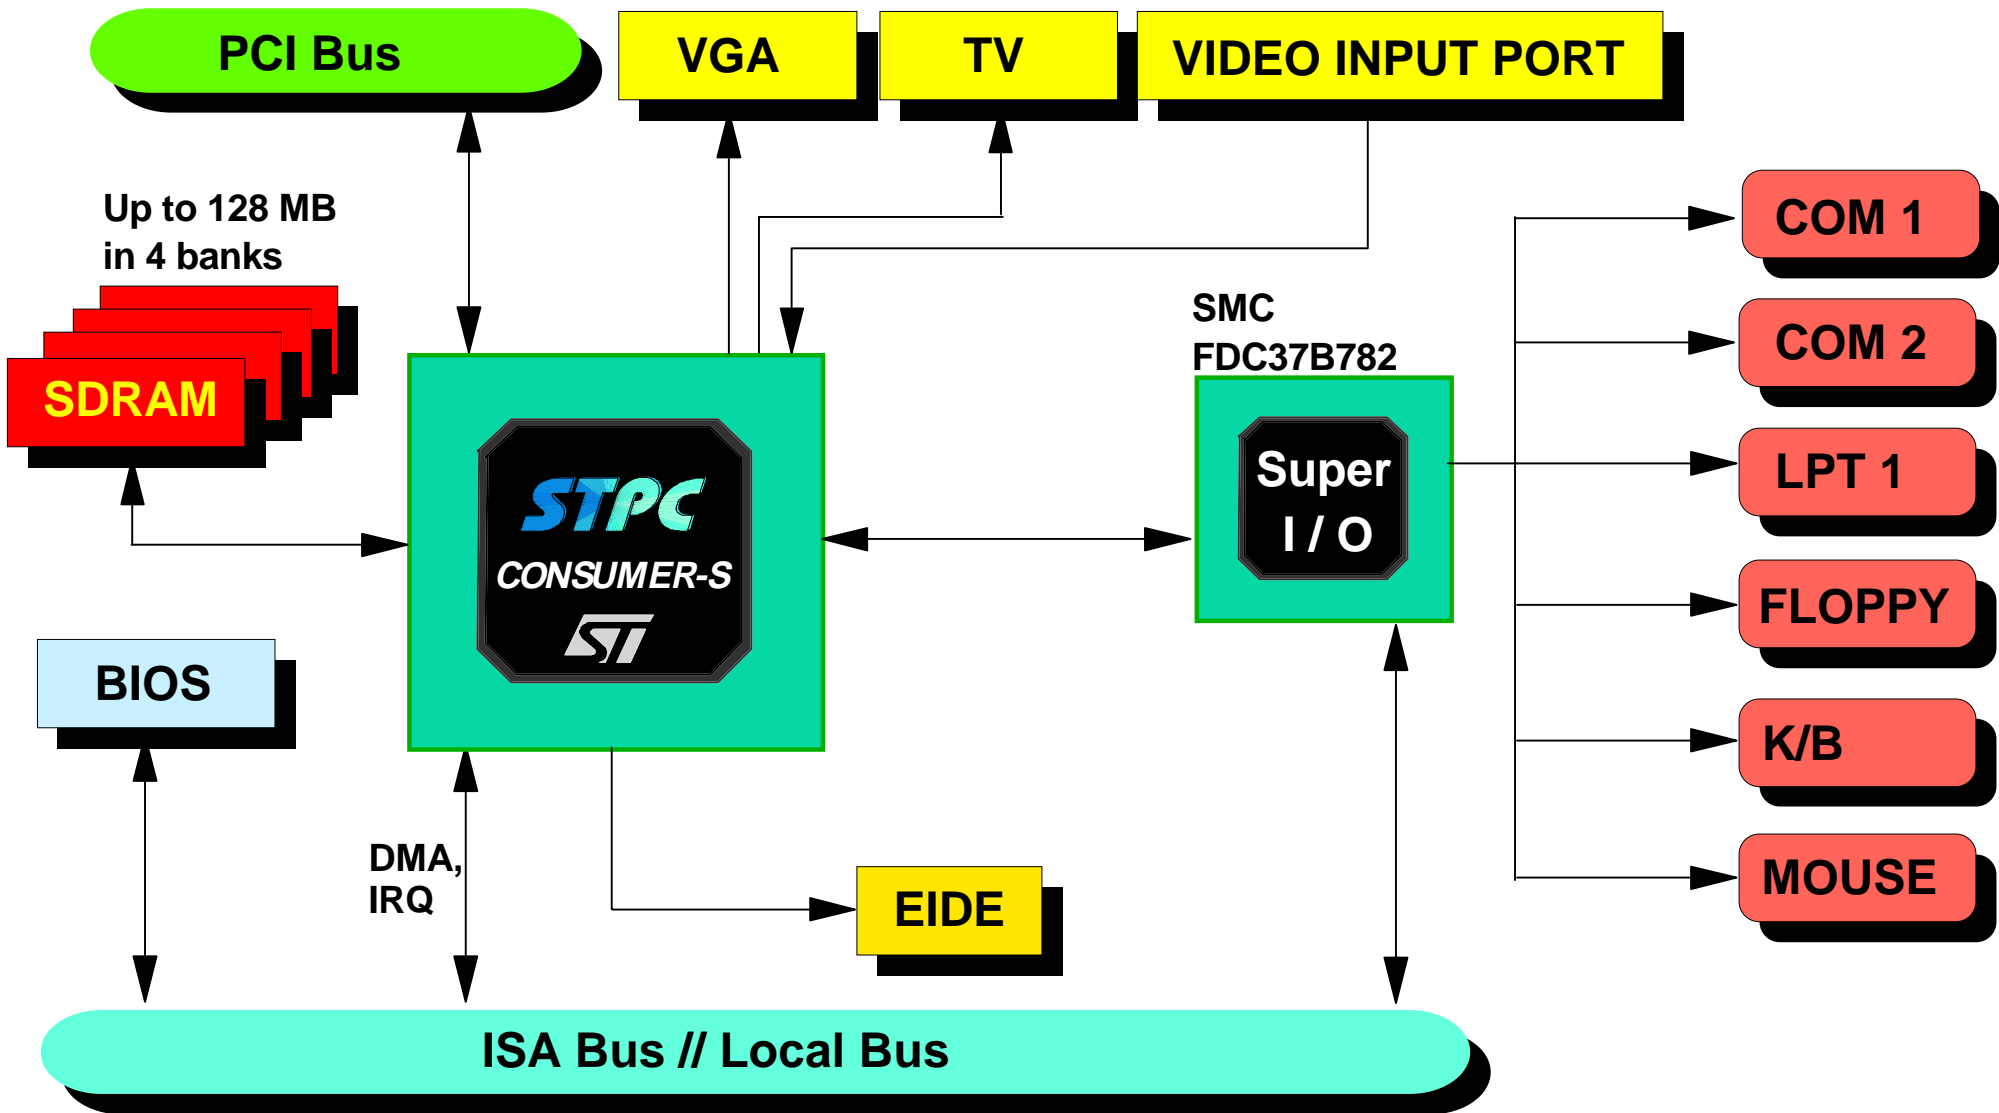 PCI Bus
VGA
TV
VIDEO INPUT PORT
Up to 128 MB
in 4 banks
SDRAM
SMC
FDC37B782
COM 1
COM 2
STPC
CONSUMER-S
ST
Super
I / O
LPT 1
FLOPPY
BIOS
K/B
DMA,
IRQ
EIDE
MOUSE
ISA Bus // Local Bus